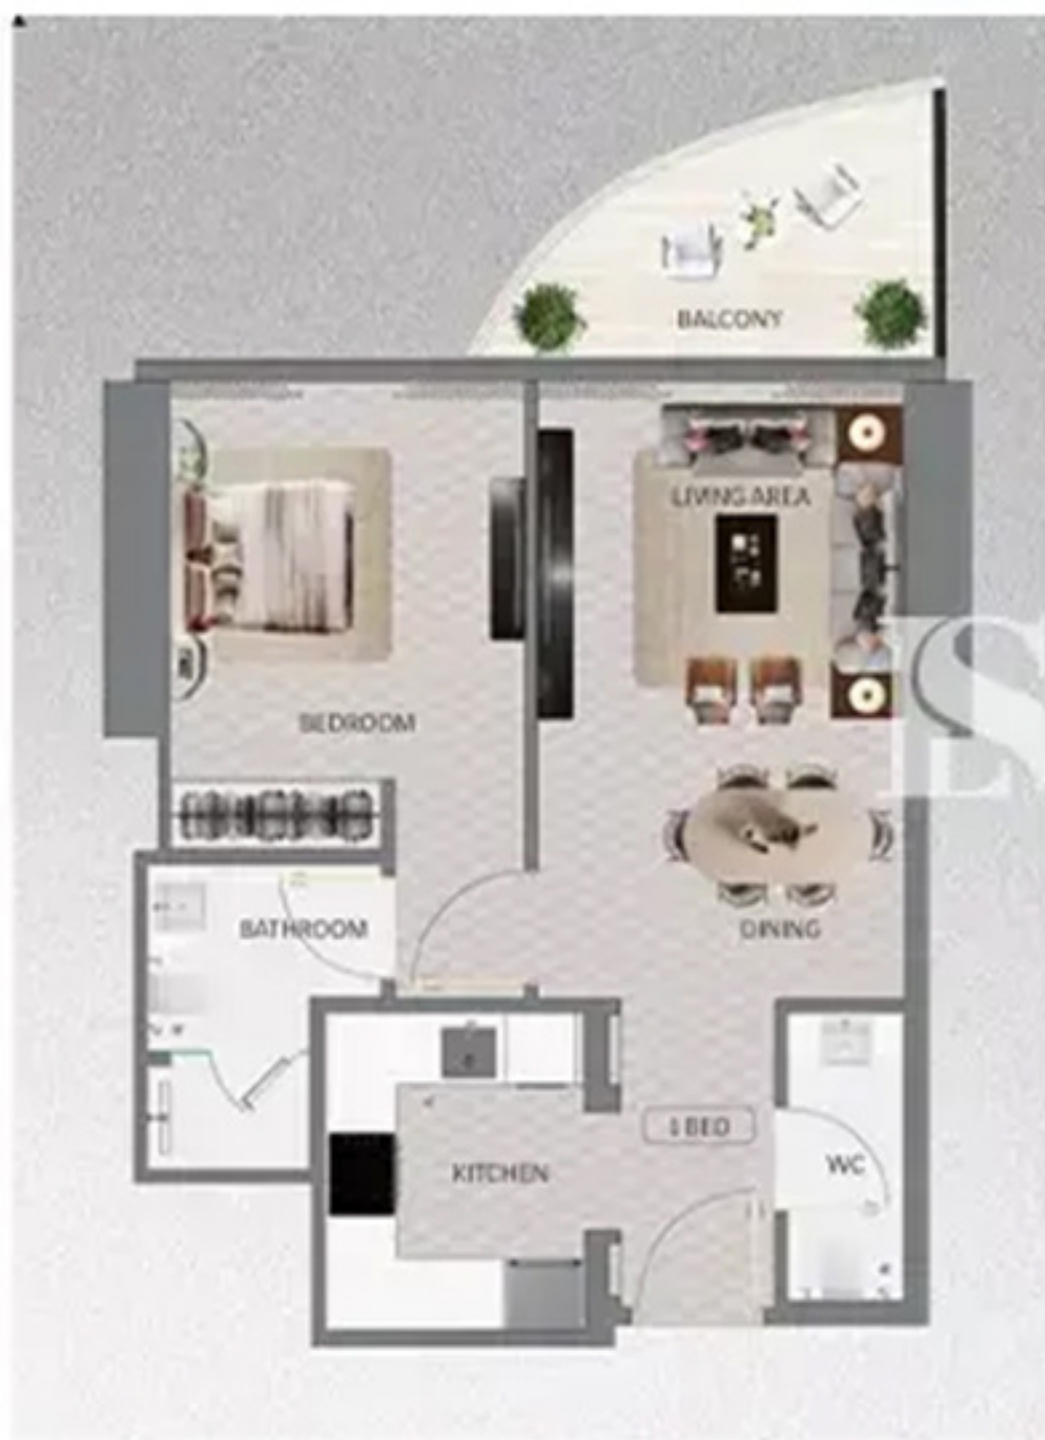 BALCONY
LIVING AREA
BEDROOM
BATHROOM
DINING
1 BED
KITCHEN
WC